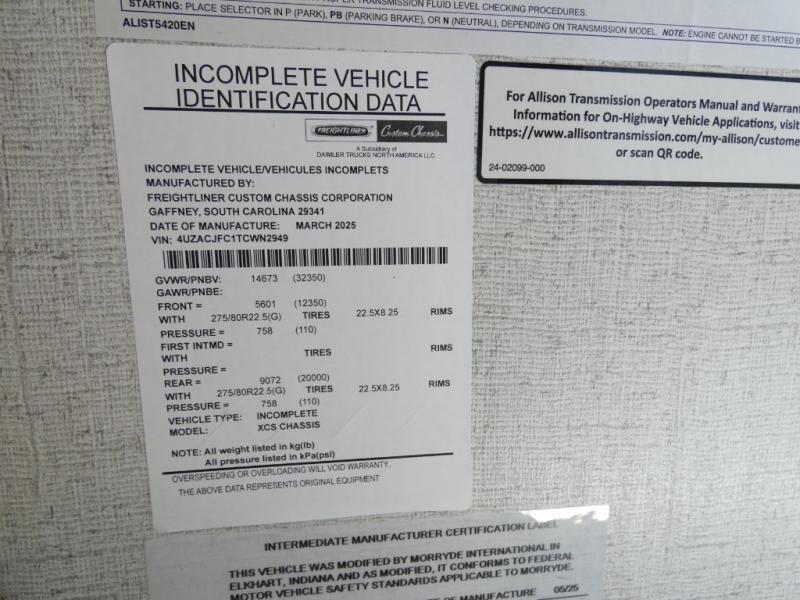 PROPER TRANSMISSION FLUID LEVEL CHECKING PROCEDURES.
STARTING: PLACE SELECTOR IN P (PARK), PB (PARKING BRAKE), OR N (NEUTRAL), DEPENDING ON TRANSMISSION MODEL. NOTE: ENGINE CANNOT BE STARTED
ALIST5420EN
INCOMPLETE VEHICLE
IDENTIFICATION DATA
FREIGHTLINER Custom Chassis
A Subsidiary of
DAIMLER TRUCKS NORTH AMERICA LLC
INCOMPLETE VEHICLE/VEHICULES INCOMPLETS
MANUFACTURED BY:
FREIGHTLINER CUSTOM CHASSIS CORPORATION
GAFFNEY, SOUTH CAROLINA 29341
DATE OF MANUFACTURE: MARCH 2025
VIN: 4UZACJFC1TCWN2949
GVWR/PNBV: 14673 (32350)
GAWR/PNBE:
FRONT = 5601 (12350)
WITH 275/80R22.5(G) TIRES 22.5X8.25 RIMS
PRESSURE = 758 (110)
FIRST INTMD =
WITH TIRES RIMS
PRESSURE =
REAR = 9072 (20000)
WITH 275/80R22.5(G) TIRES 22.5X8.25 RIMS
PRESSURE = 758 (110)
VEHICLE TYPE: INCOMPLETE
MODEL: XCS CHASSIS
NOTE: All weight listed in kg(lb)
All pressure listed in kPa(psi)
OVERSPEEDING OR OVERLOADING WILL VOID WARRANTY.
THE ABOVE DATA REPRESENTS ORIGINAL EQUIPMENT
For Allison Transmission Operators Manual and Warran
Information for On-Highway Vehicle Applications, visit
https://www.allisontransmission.com/my-allison/custome
or scan QR code.
24-02099-000
INTERMEDIATE MANUFACTURER CERTIFICATION LABEL
THIS VEHICLE WAS MODIFIED BY MORRYDE INTERNATIONAL IN
ELKHART, INDIANA AND AS MODIFIED, IT CONFORMS TO FEDERAL
MOTOR VEHICLE SAFETY STANDARDS APPLICABLE TO MORRYDE.
DATE OF MANUFACTURE 05/25